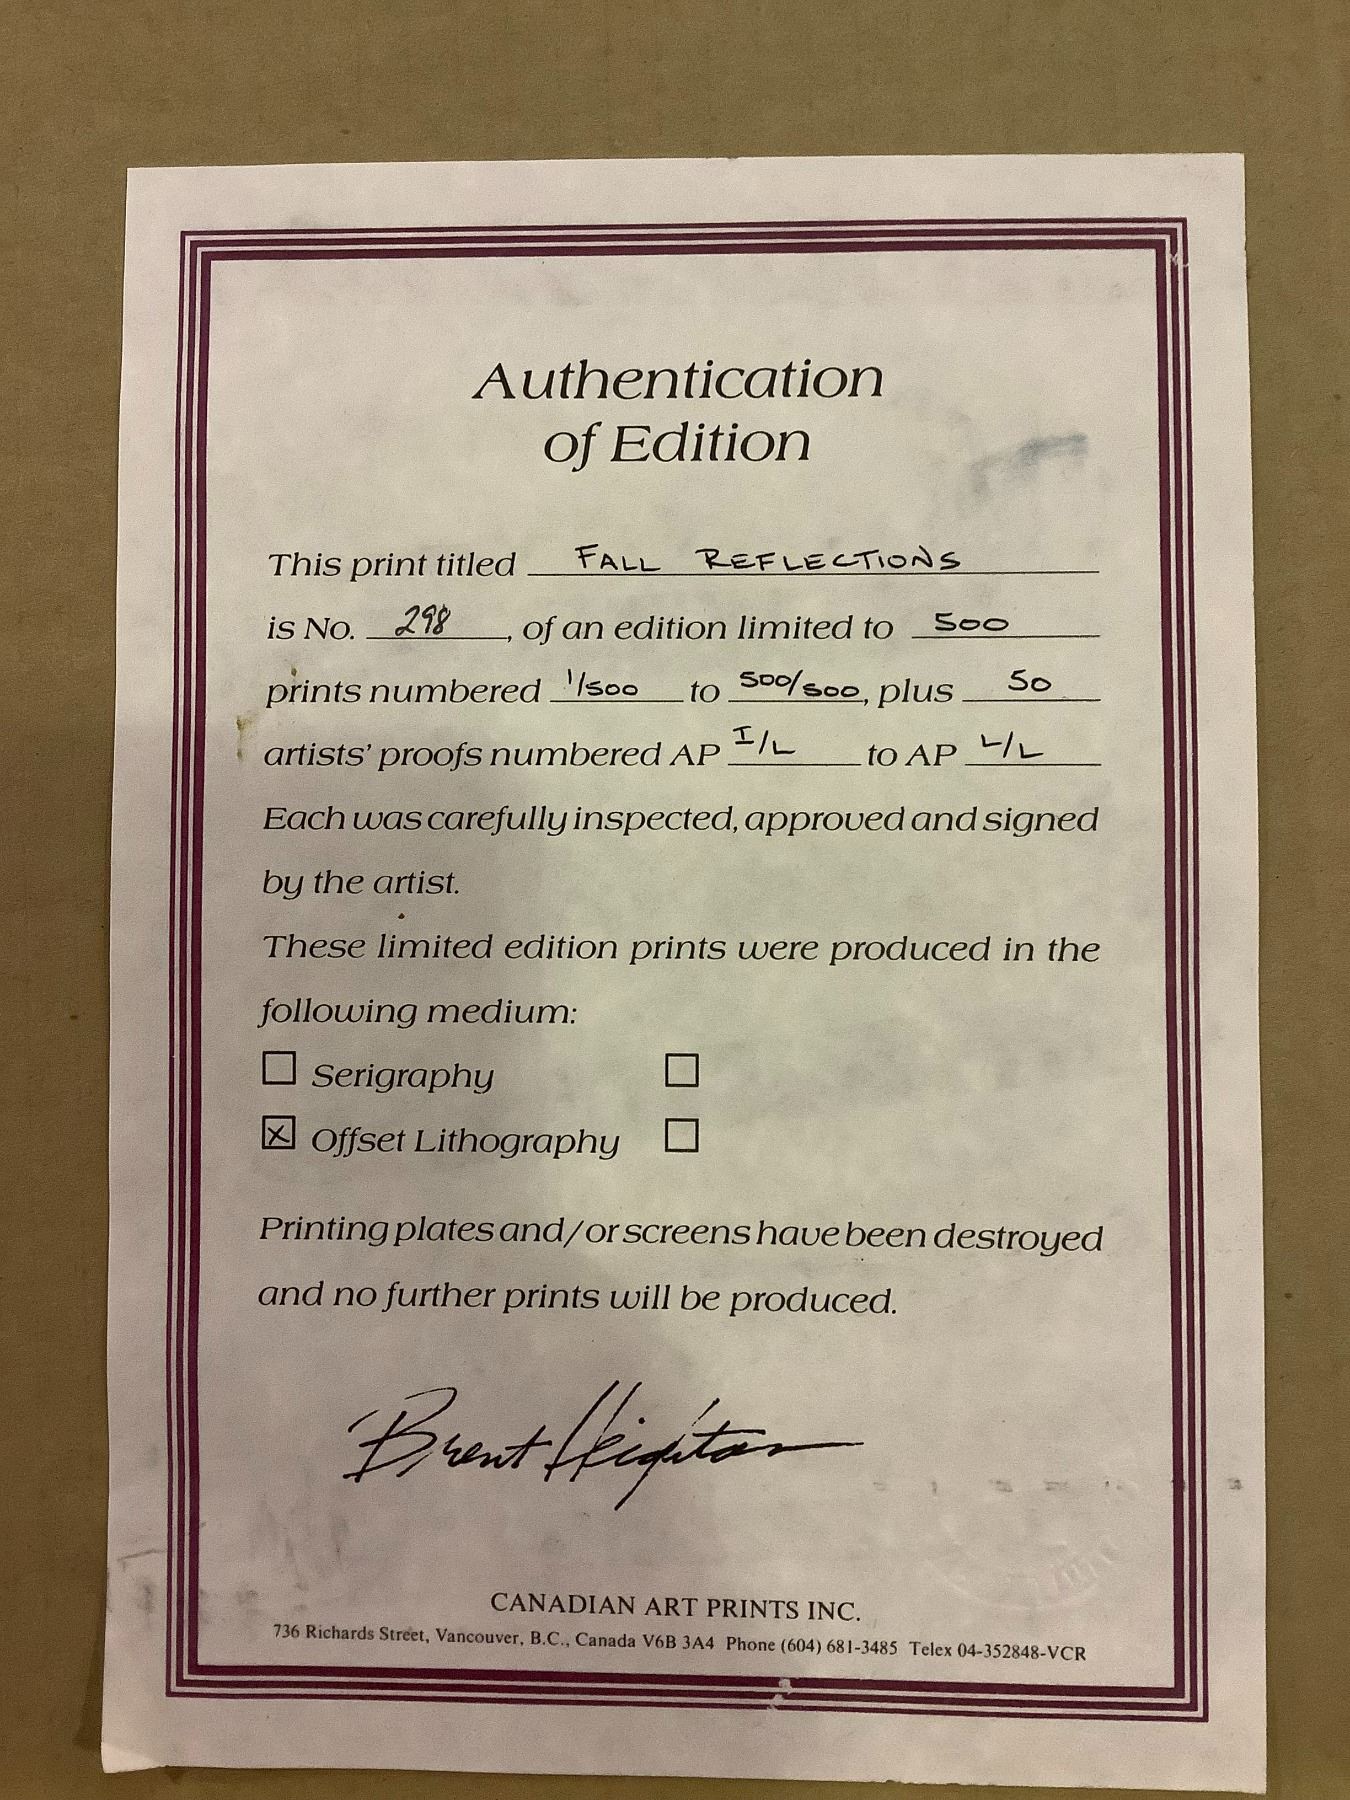 Authentication
of Edition
This print titled FALL REFLECTIONS
is No. 298, of an edition limited to 500
prints numbered 1/500 to 500/500, plus 50
artists' proofs numbered AP I/L to AP L/L
Each was carefully inspected, approved and signed
by the artist.
These limited edition prints were produced in the
following medium:
Serigraphy
Offset Lithography
Printing plates and/or screens have been destroyed
and no further prints will be produced.
Brent Heighton
CANADIAN ART PRINTS INC.
736 Richards Street, Vancouver, B.C., Canada V6B 3A4 Phone (604) 681-3485 Telex 04-352848-VCR